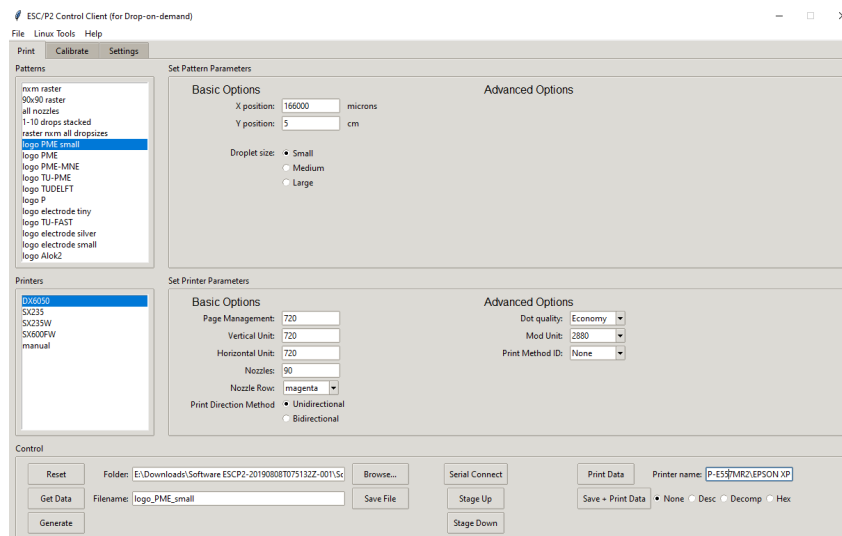 ESC/P2 Control Client (for Drop-on-demand)
File Linux Tools Help
Print Calibrate Settings
Patterns
nxm raster
90x90 raster
all nozzles
1-10 drops stacked
raster nxm all dropsizes
logo PME small
logo PME
logo PME-MNE
logo TU-PME
logo TUDELFT
logo P
logo electrode tiny
logo TU-FAST
logo electrode silver
logo electrode small
logo Alok2
Set Pattern Parameters
Basic Options
X position: 166000 microns
Y position: 5 cm
Droplet size: Small
Medium
Large
Advanced Options
Printers
DX6050
SX235
SX235W
SX600FW
manual
Set Printer Parameters
Basic Options
Page Management: 720
Vertical Unit: 720
Horizontal Unit: 720
Nozzles: 90
Nozzle Row: magenta
Print Direction Method Unidirectional
Bidirectional
Advanced Options
Dot quality: Economy
Mod Unit: 2880
Print Method ID: None
Control
Reset Folder: E:\Downloads\Software ESCP2-20190808T075132Z-001\Sc Browse... Serial Connect Print Data Printer name: P-E557MR2\EPSON XP
Get Data Filename: logo_PME_small Save File Stage Up Save + Print Data None Desc Decomp Hex
Generate Stage Down